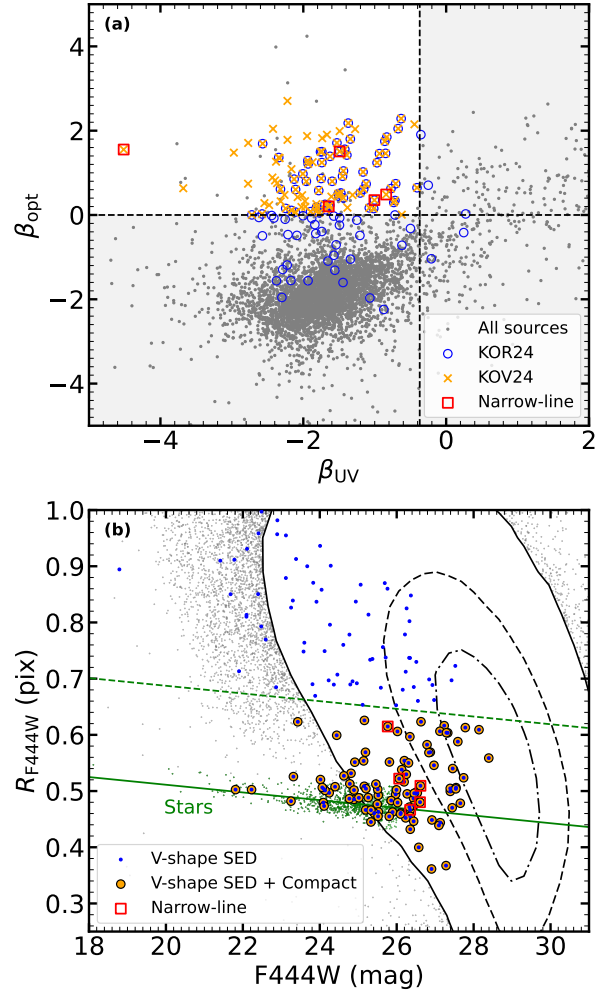 (a)
4
2
0
−2
−4
β_opt
−4
−2
0
2
β_UV
All sources
KOR24
KOV24
Narrow-line
(b)
1.0
0.9
0.8
0.7
0.6
0.5
0.4
0.3
R_F444W (pix)
Stars
V-shape SED
V-shape SED + Compact
Narrow-line
18
20
22
24
26
28
30
F444W (mag)